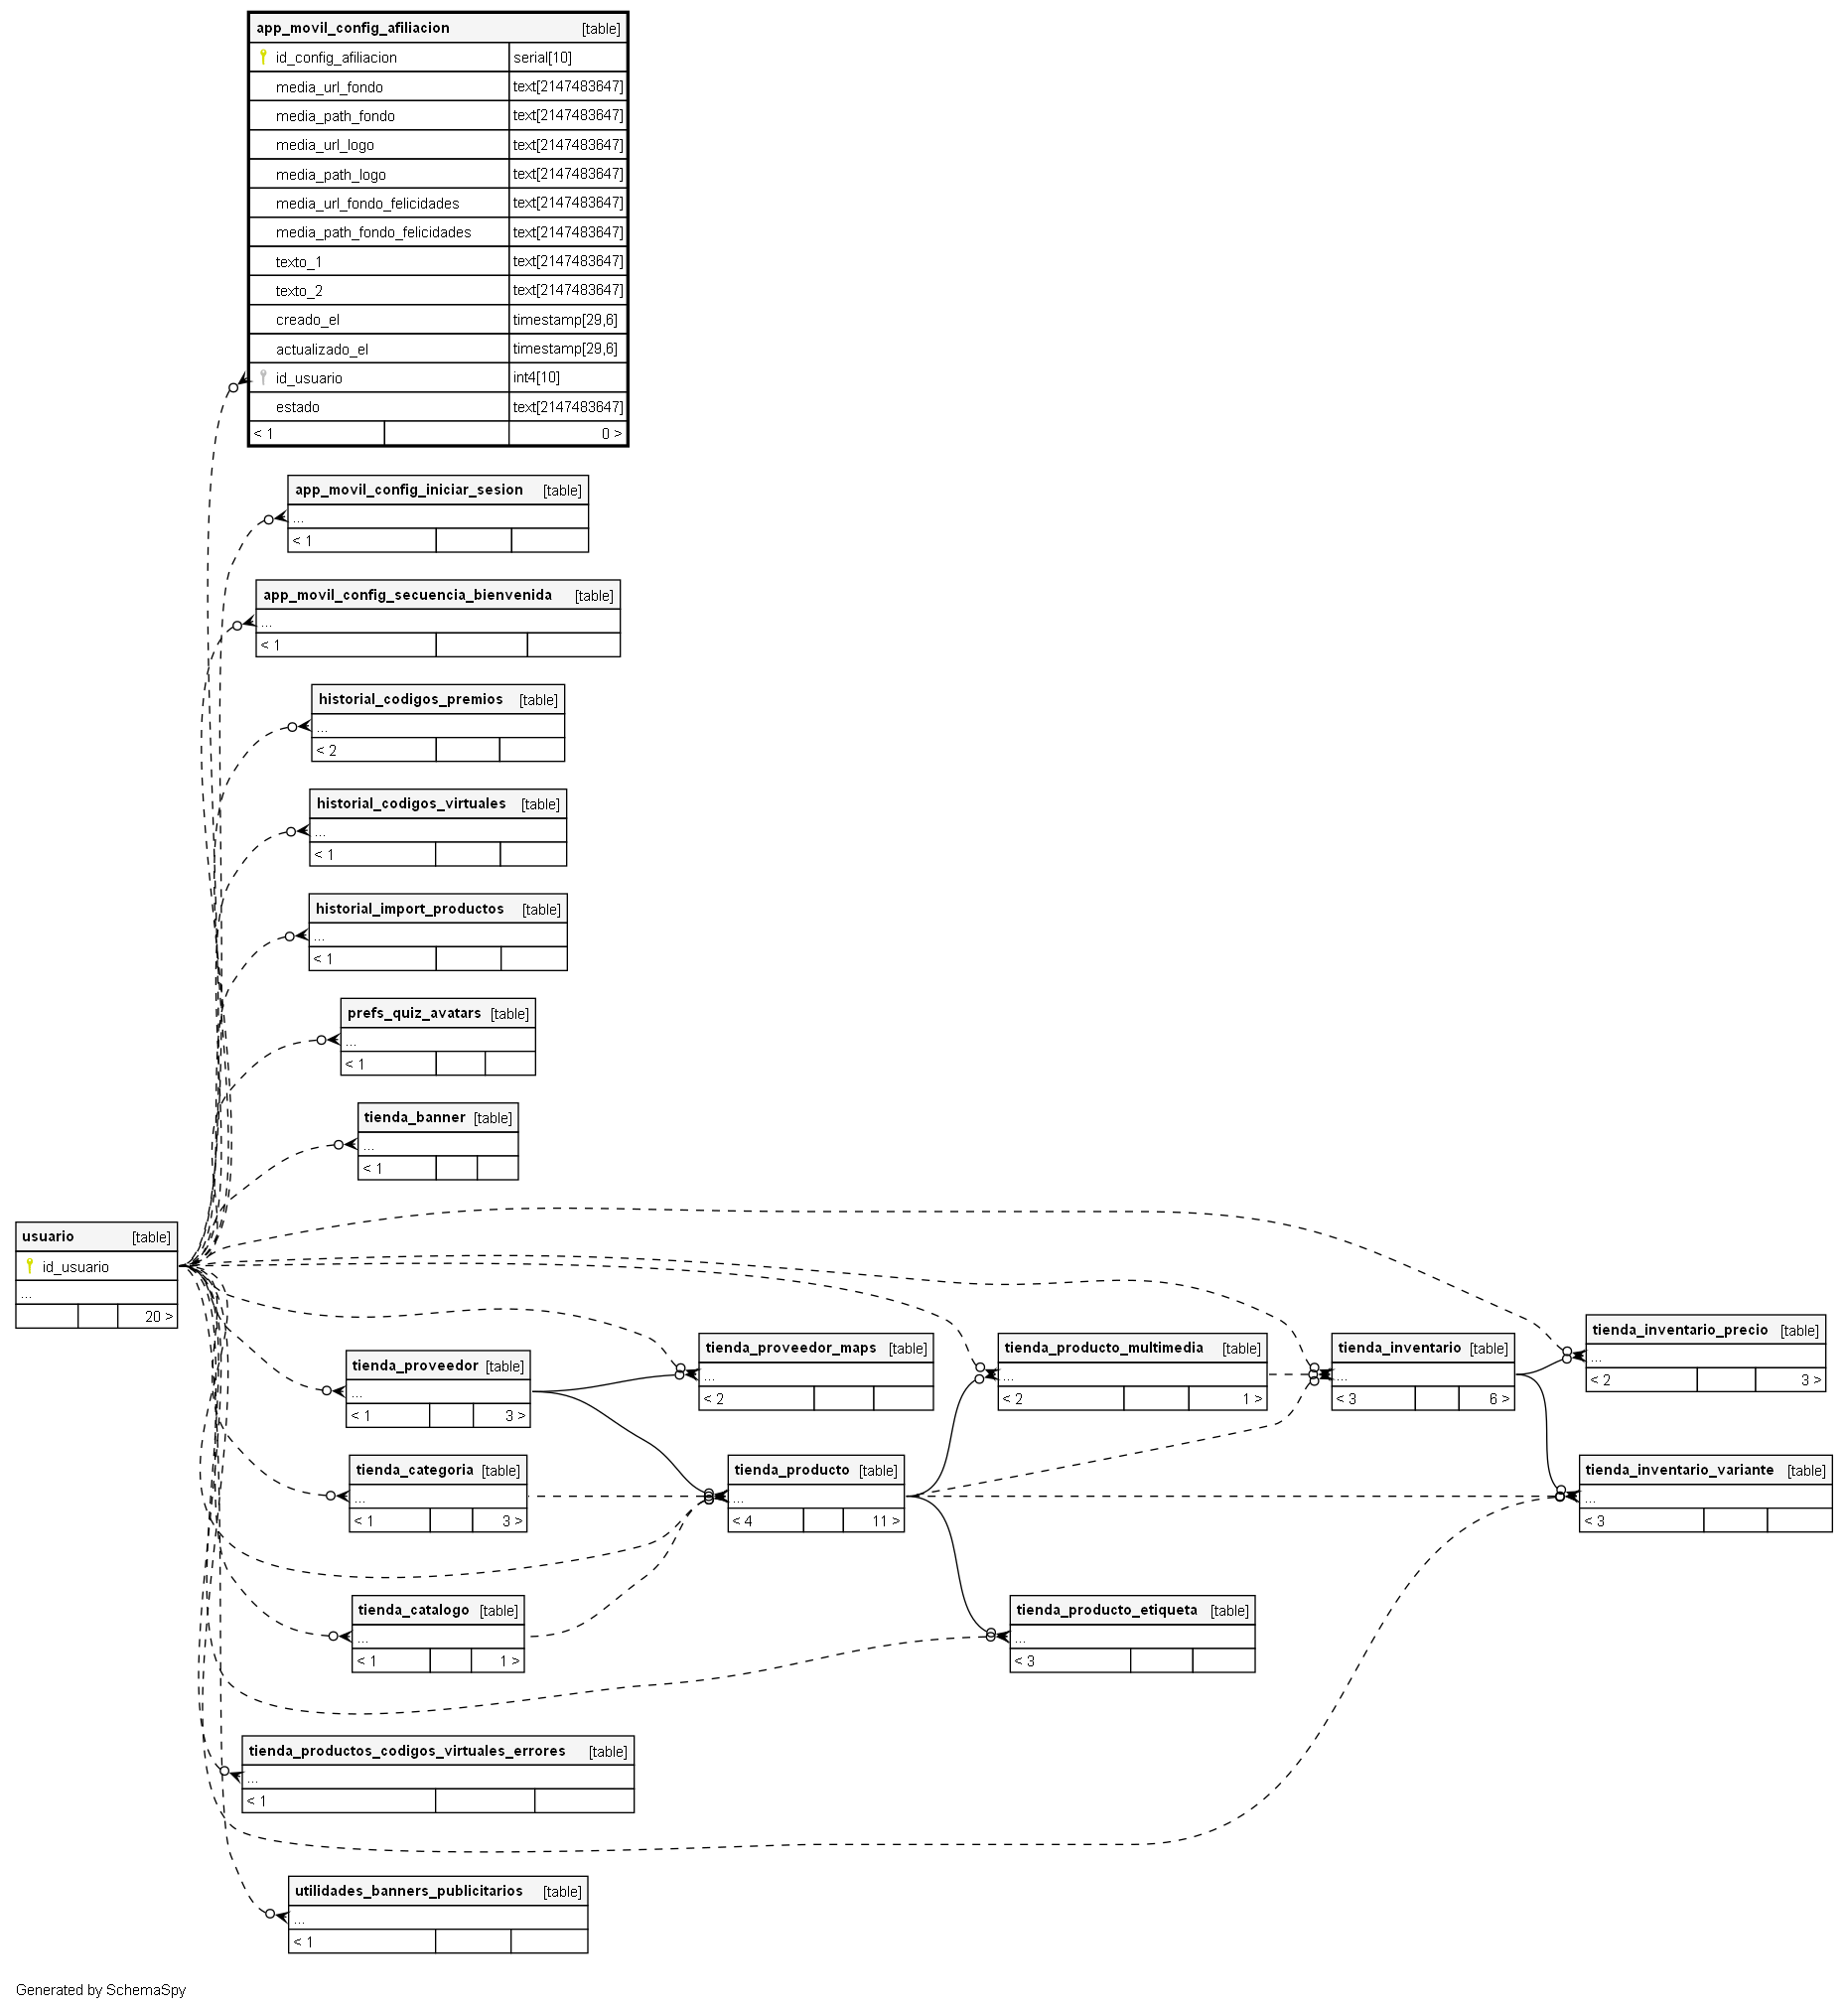 app_movil_config_afiliacion [table]
id_config_afiliacion serial[10]
media_url_fondo text[2147483647]
media_path_fondo text[2147483647]
media_url_logo text[2147483647]
media_path_logo text[2147483647]
media_url_fondo_felicidades text[2147483647]
media_path_fondo_felicidades text[2147483647]
texto_1 text[2147483647]
texto_2 text[2147483647]
creado_el timestamp[29,6]
actualizado_el timestamp[29,6]
id_usuario int4[10]
estado text[2147483647]
< 1 0 >
app_movil_config_iniciar_sesion [table]
...
< 1
app_movil_config_secuencia_bienvenida [table]
...
< 1
historial_codigos_premios [table]
...
< 2
historial_codigos_virtuales [table]
...
< 1
historial_import_productos [table]
...
< 1
prefs_quiz_avatars [table]
...
< 1
tienda_banner [table]
...
< 1
usuario [table]
id_usuario
...
20 >
tienda_proveedor [table]
...
< 1 3 >
tienda_proveedor_maps [table]
...
< 2
tienda_producto_multimedia [table]
...
< 2 1 >
tienda_inventario [table]
...
< 3 6 >
tienda_inventario_precio [table]
...
< 2 3 >
tienda_categoria [table]
...
< 1 3 >
tienda_producto [table]
...
< 4 11 >
tienda_inventario_variante [table]
...
< 3
tienda_catalogo [table]
...
< 1 1 >
tienda_producto_etiqueta [table]
...
< 3
tienda_productos_codigos_virtuales_errores [table]
...
< 1
utilidades_banners_publicitarios [table]
...
< 1
Generated by SchemaSpy